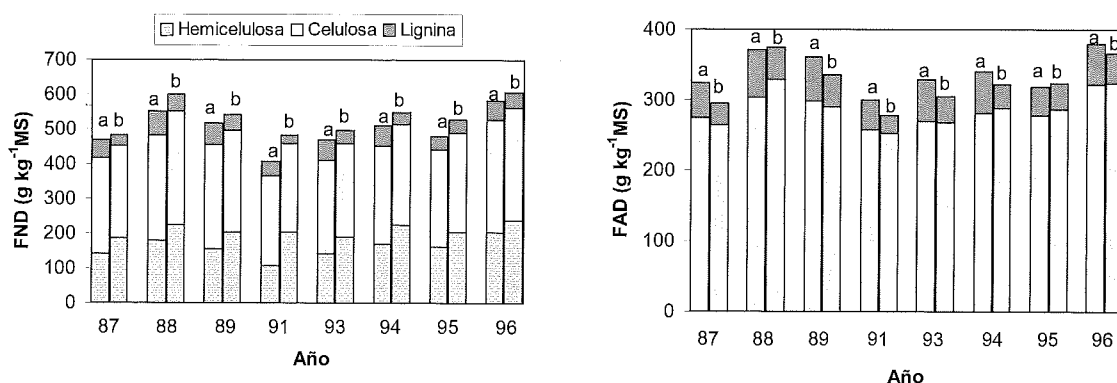 Hemicelulosa Celulosa Lignina
FND (g kg⁻¹MS)
700
600
500
400
300
200
100
0
a b
a b
a b
a b
a b
a b
a b
a b
87 88 89 91 93 94 95 96
Año
FAD (g kg⁻¹MS)
400
300
200
100
0
a b
a b
a b
a b
a b
a b
a b
a b
87 88 89 91 93 94 95 96
Año